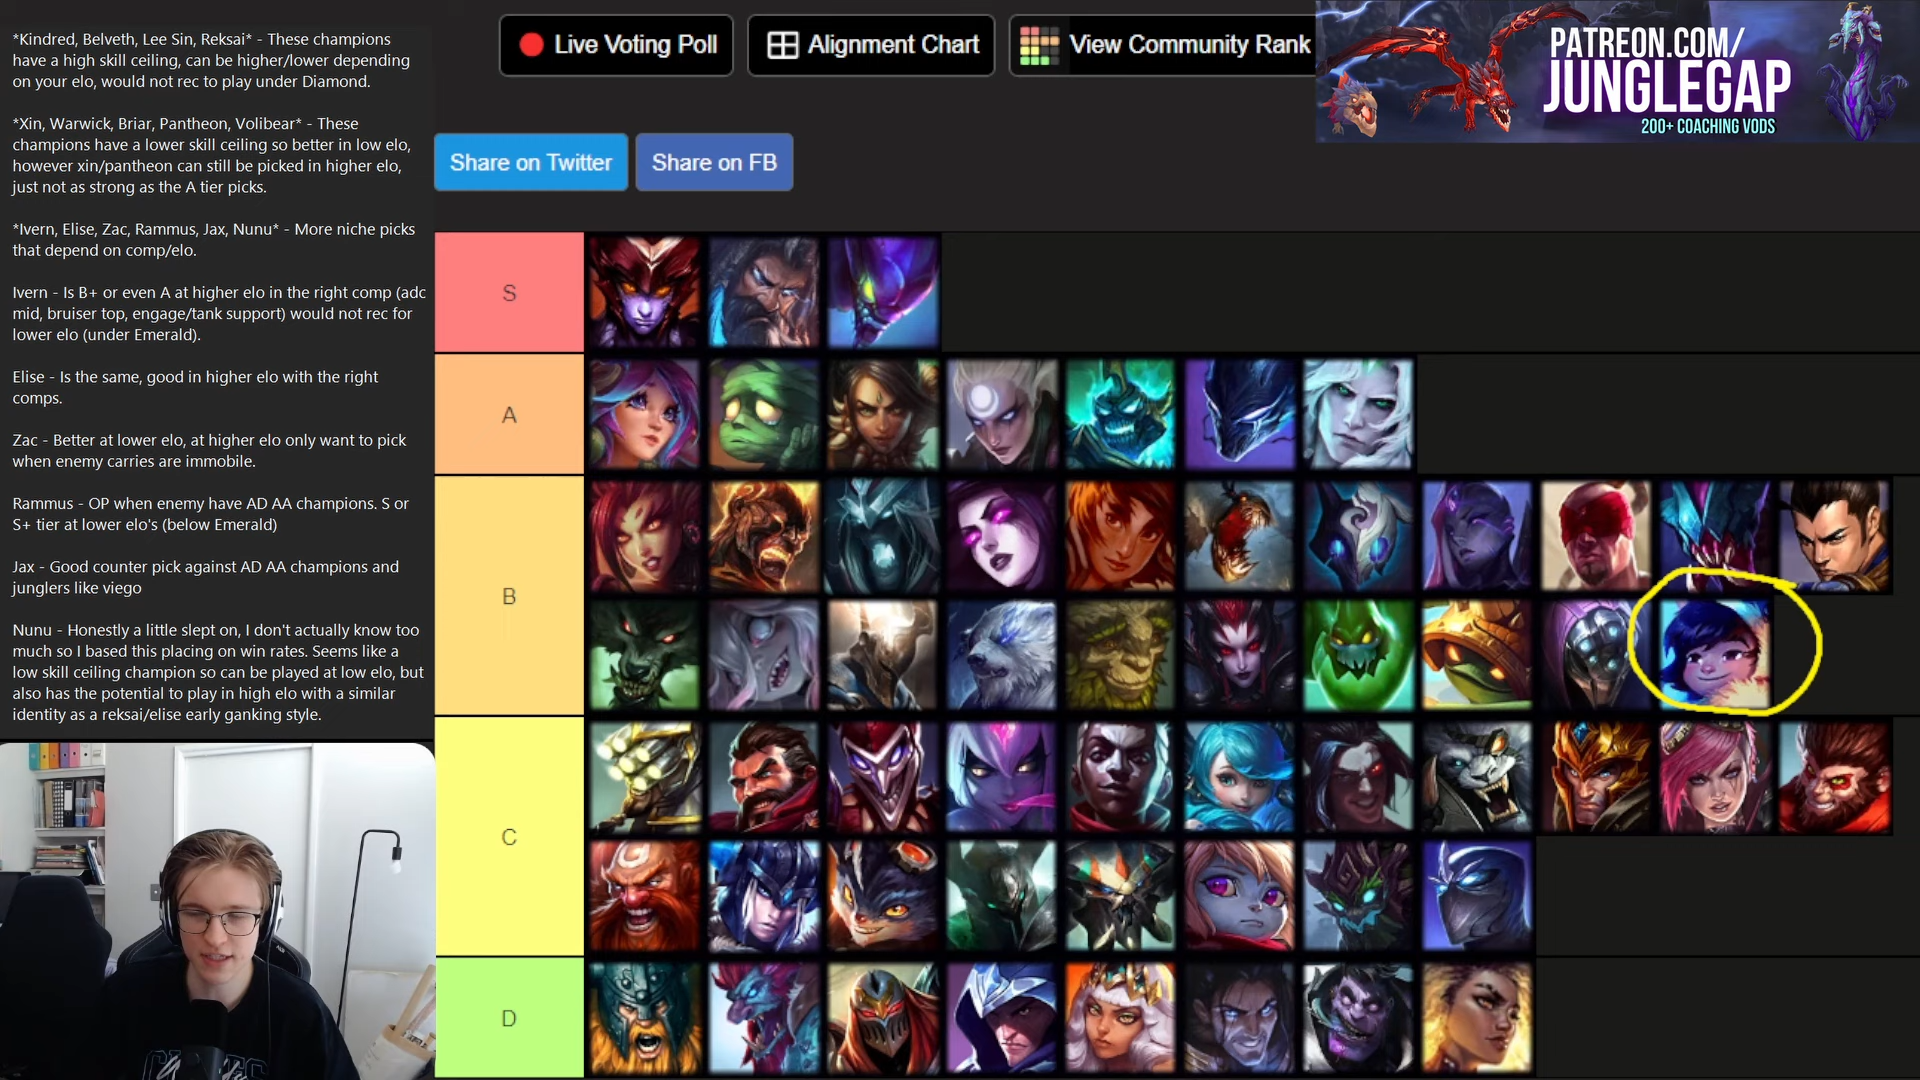 *Kindred, Belveth, Lee Sin, Reksai* - These champions
have a high skill ceiling, can be higher/lower depending
on your elo, would not rec to play under Diamond.
*Xin, Warwick, Briar, Pantheon, Volibear* - These
champions have a lower skill ceiling so better in low elo,
however xin/pantheon can still be picked in higher elo,
just not as strong as the A tier picks.
*Ivern, Elise, Zac, Rammus, Jax, Nunu* - More niche picks
that depend on comp/elo.
Ivern - Is B+ or even A at higher elo in the right comp (adc
mid, bruiser top, engage/tank support) would not rec for
lower elo (under Emerald).
Elise - Is the same, good in higher elo with the right
comps.
Zac - Better at lower elo, at higher elo only want to pick
when enemy carries are immobile.
Rammus - OP when enemy have AD AA champions. S or
S+ tier at lower elo's (below Emerald)
Jax - Good counter pick against AD AA champions and
junglers like viego
Nunu - Honestly a little slept on, I don't actually know too
much so I based this placing on win rates. Seems like a
low skill ceiling champion so can be played at low elo, but
also has the potential to play in high elo with a similar
identity as a reksai/elise early ganking style.
Live Voting Poll
Alignment Chart
View Community Rank
PATREON.COM/
JUNGLEGAP
200+ COACHING VODS
Share on Twitter
Share on FB
S
A
B
C
D